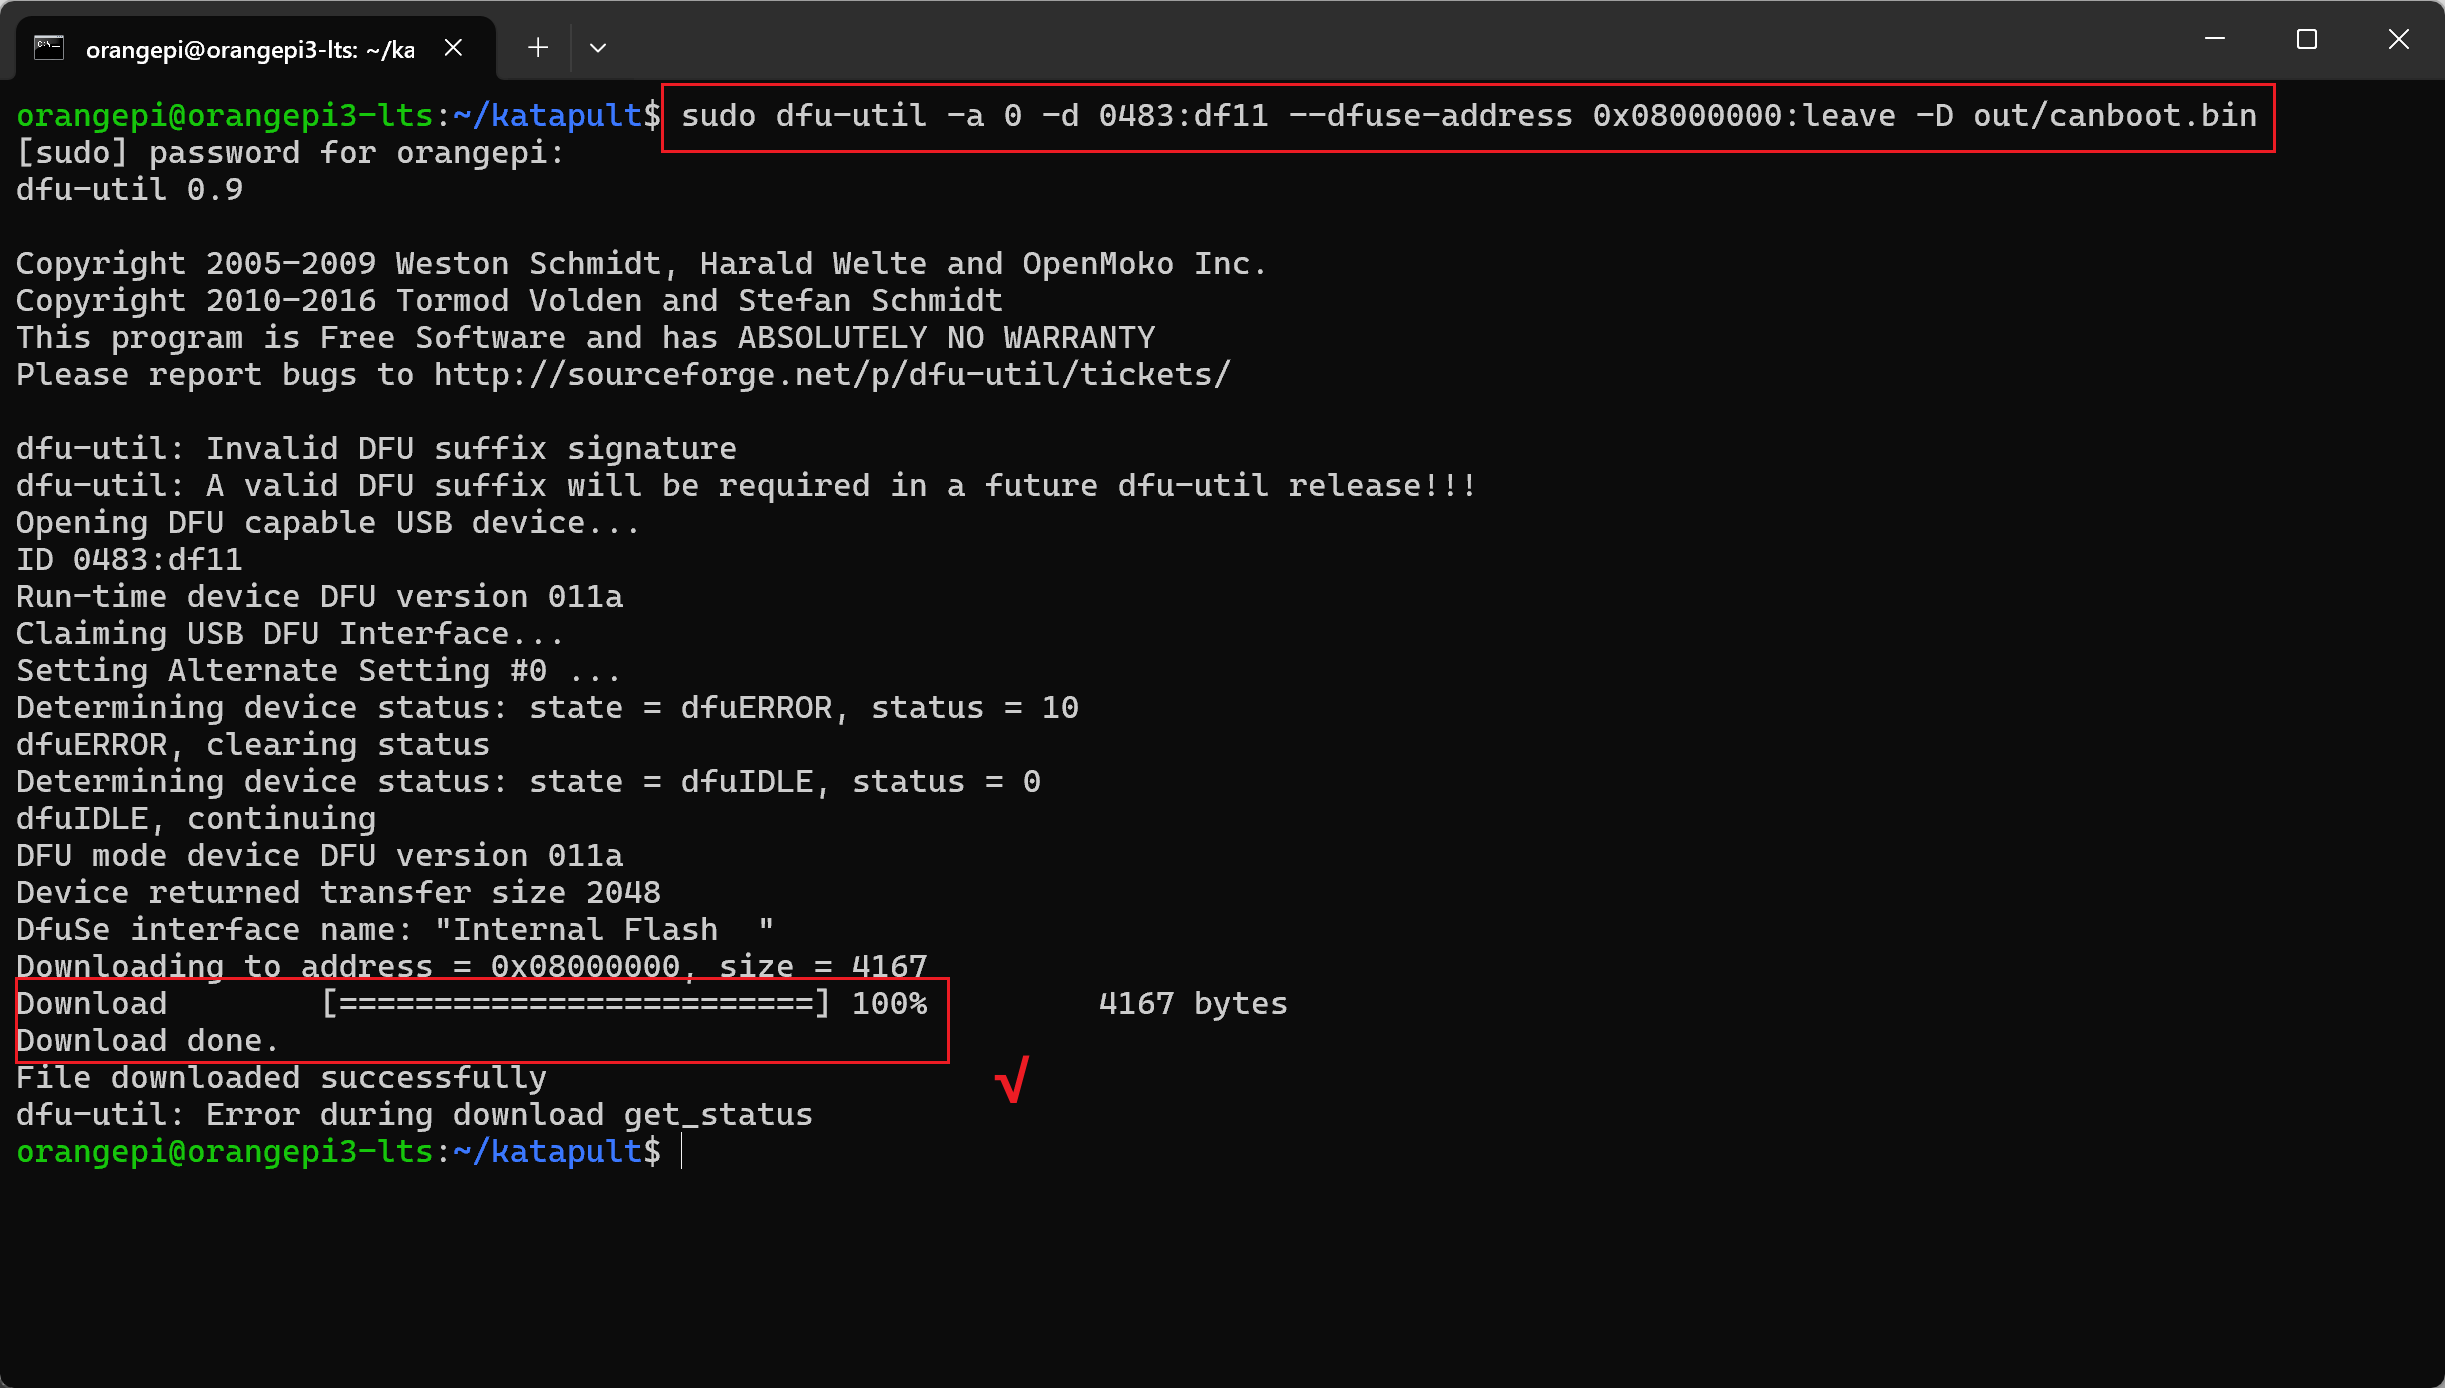 orangepi@orangepi3-lts: ~/ka
orangepi@orangepi3-lts:~/katapult$ sudo dfu-util -a 0 -d 0483:df11 --dfuse-address 0x08000000:leave -D out/canboot.bin
[sudo] password for orangepi:
dfu-util 0.9
Copyright 2005-2009 Weston Schmidt, Harald Welte and OpenMoko Inc.
Copyright 2010-2016 Tormod Volden and Stefan Schmidt
This program is Free Software and has ABSOLUTELY NO WARRANTY
Please report bugs to http://sourceforge.net/p/dfu-util/tickets/
dfu-util: Invalid DFU suffix signature
dfu-util: A valid DFU suffix will be required in a future dfu-util release!!!
Opening DFU capable USB device...
ID 0483:df11
Run-time device DFU version 011a
Claiming USB DFU Interface...
Setting Alternate Setting #0 ...
Determining device status: state = dfuERROR, status = 10
dfuERROR, clearing status
Determining device status: state = dfuIDLE, status = 0
dfuIDLE, continuing
DFU mode device DFU version 011a
Device returned transfer size 2048
DfuSe interface name: "Internal Flash  "
Downloading to address = 0x08000000, size = 4167
Download        [=========================] 100%         4167 bytes
Download done.
File downloaded successfully
√
dfu-util: Error during download get_status
orangepi@orangepi3-lts:~/katapult$